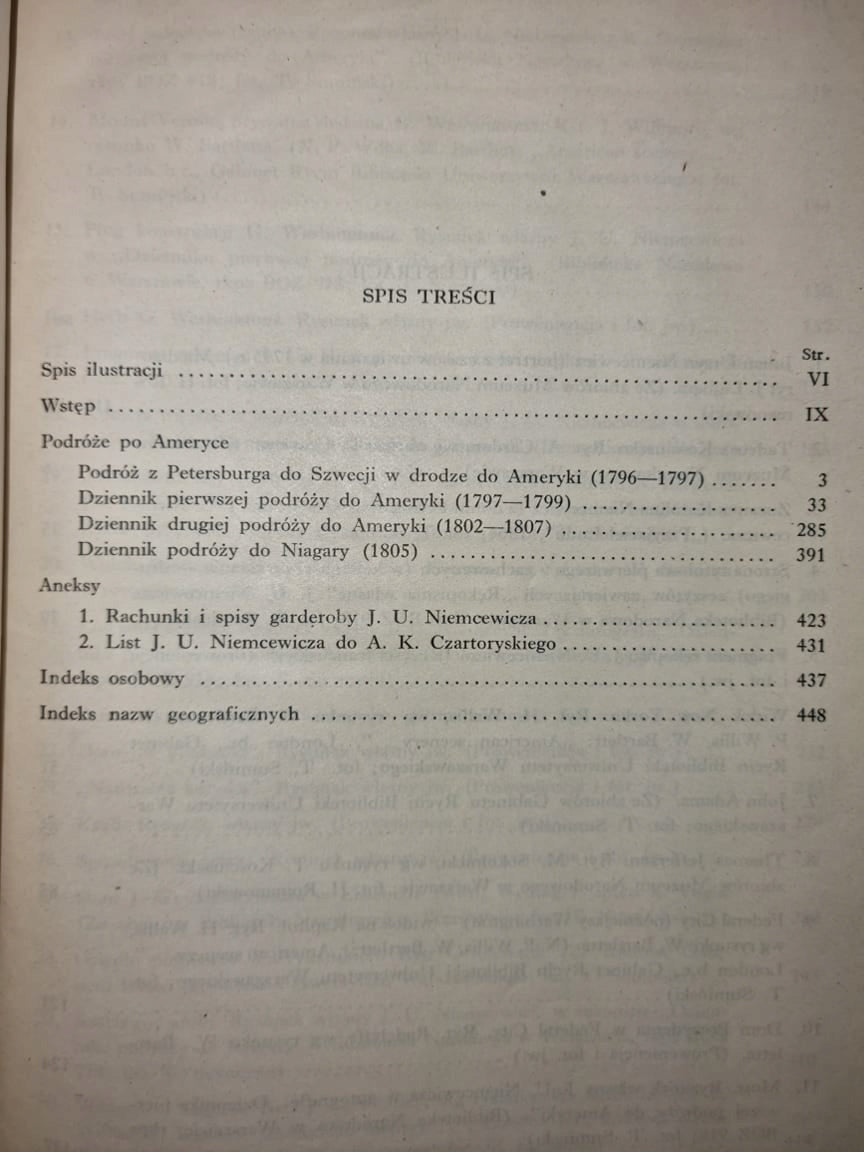 SPIS TREŚCI
Str.
Spis ilustracji ........................................ VI
Wstęp ........................................ IX
Podróże po Ameryce
Podróż z Petersburga do Szwecji w drodze do Ameryki (1796—1797) ....... 3
Dziennik pierwszej podróży do Ameryki (1797—1799) .................... 33
Dziennik drugiej podróży do Ameryki (1802—1807) ...................... 285
Dziennik podróży do Niagary (1805) .................................. 391
Aneksy
1. Rachunki i spisy garderoby J. U. Niemcewicza ........................ 423
2. List J. U. Niemcewicza do A. K. Czartoryskiego ...................... 431
Indeks osobowy ........................................ 437
Indeks nazw geograficznych ........................................ 448